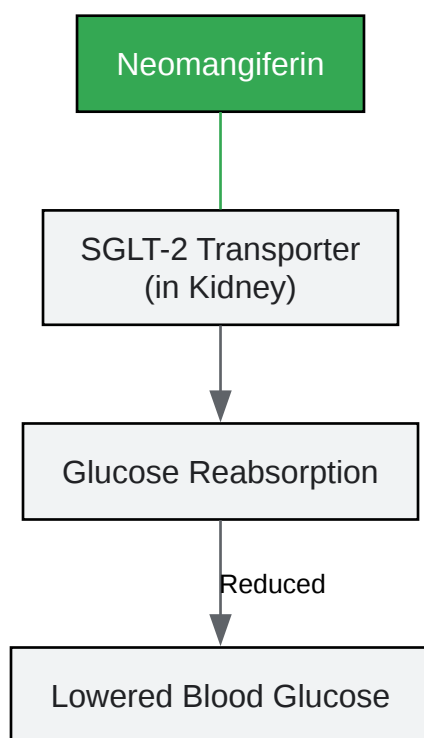 Neomangiferin
SGLT-2 Transporter
(in Kidney)
Glucose Reabsorption
Reduced
Lowered Blood Glucose